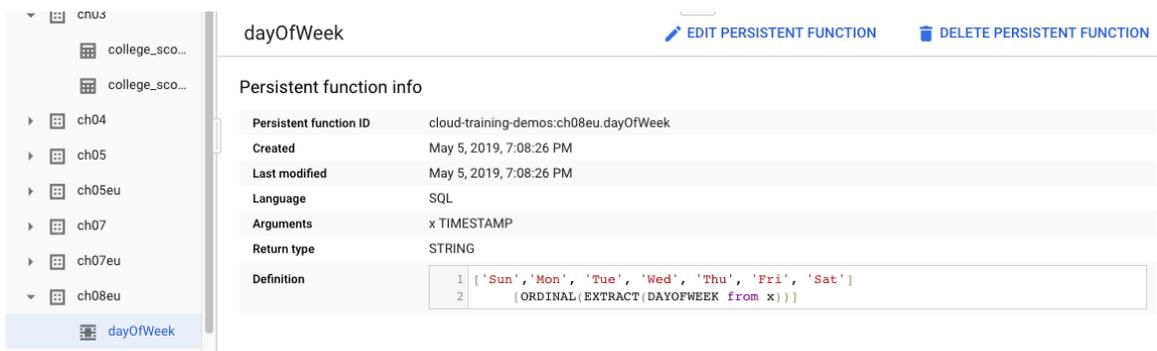 ch03
college_sco...
college_sco...
ch04
ch05
ch05eu
ch07
ch07eu
ch08eu
dayOfWeek
dayOfWeek
EDIT PERSISTENT FUNCTION
DELETE PERSISTENT FUNCTION
Persistent function info
Persistent function ID cloud-training-demos:ch08eu.dayOfWeek
Created May 5, 2019, 7:08:26 PM
Last modified May 5, 2019, 7:08:26 PM
Language SQL
Arguments x TIMESTAMP
Return type STRING
Definition
1 ['Sun','Mon', 'Tue', 'Wed', 'Thu', 'Fri', 'Sat']
2 [ORDINAL(EXTRACT(DAYOFWEEK from x))]